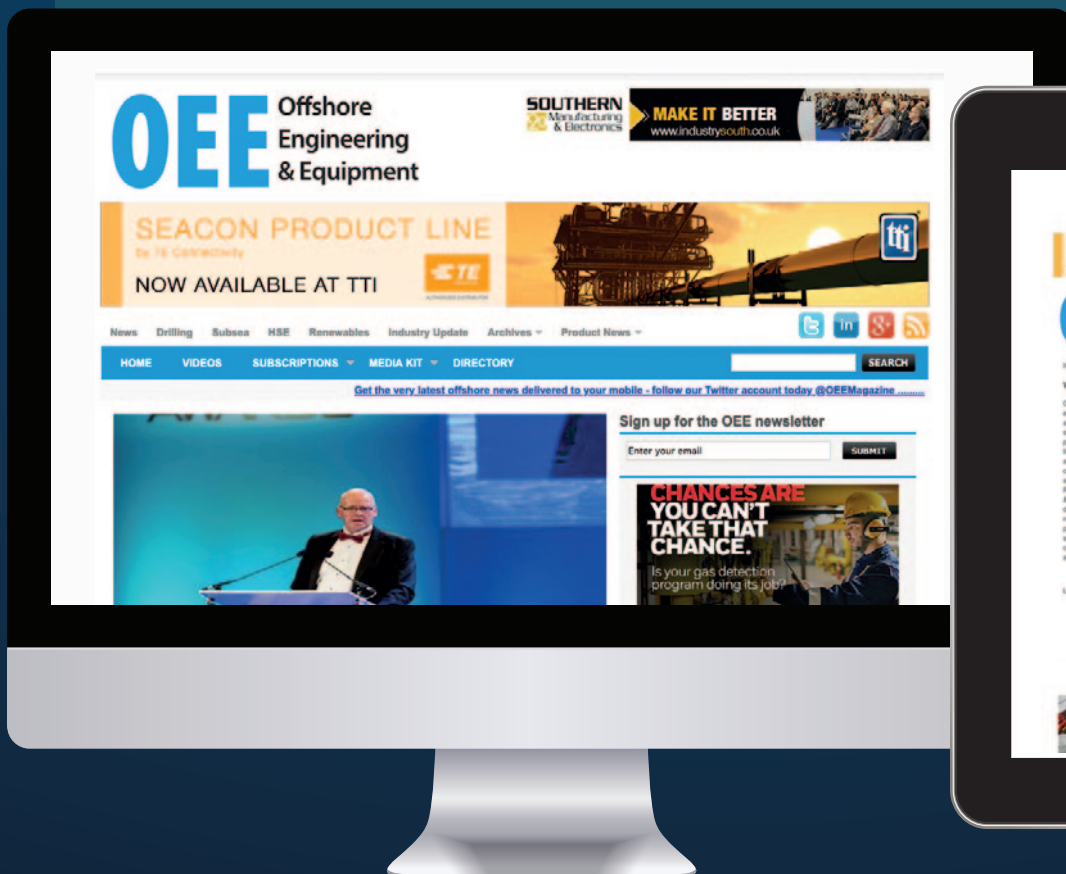 OEE
Offshore
Engineering
& Equipment
SOUTHERN
Manufacturing
& Electronics
MAKE IT BETTER
www.industrysouth.co.uk
SEACON PRODUCT LINE
by TE Connectivity
NOW AVAILABLE AT TTI
TE
AUTHORIZED DISTRIBUTOR
tti
News Drilling Subsea HSE Renewables Industry Update Archives Product News
in 8+
HOME VIDEOS SUBSCRIPTIONS MEDIA KIT DIRECTORY SEARCH
Get the very latest offshore news delivered to your mobile - follow our Twitter account today @OEEMagazine .........
Sign up for the OEE newsletter
Enter your email SUBMIT
CHANCES ARE
YOU CAN'T
TAKE THAT
CHANCE.
Is your gas detection
program doing its job?